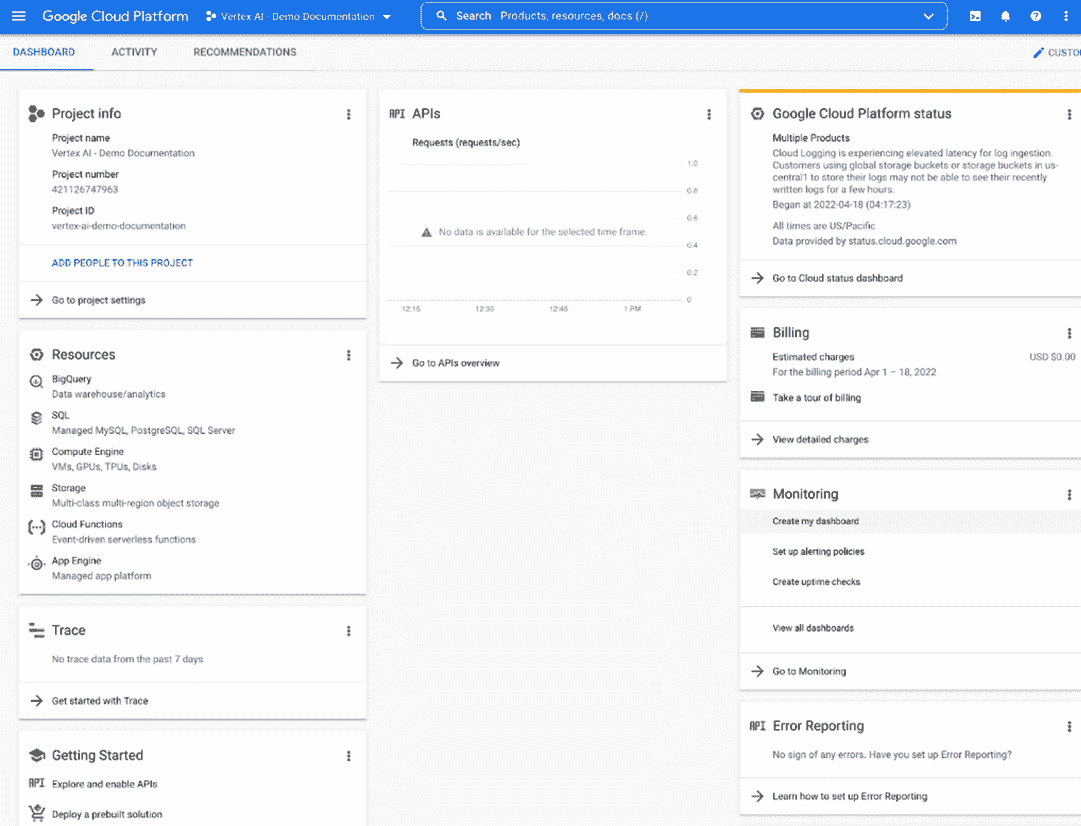 Google Cloud Platform
Vertex AI - Demo Documentation
Search Products, resources, docs (/)
DASHBOARD
ACTIVITY
RECOMMENDATIONS
CUSTO
Project info
Project name
Vertex AI - Demo Documentation
Project number
421126747963
Project ID
vertex-ai-demo-documentation
ADD PEOPLE TO THIS PROJECT
Go to project settings
Resources
BigQuery
Data warehouse/analytics
SQL
Managed MySQL, PostgreSQL, SQL Server
Compute Engine
VMs, GPUs, TPUs, Disks
Storage
Multi-class multi-region object storage
Cloud Functions
Event-driven serverless functions
App Engine
Managed app platform
Trace
No trace data from the past 7 days
Get started with Trace
Getting Started
API Explore and enable APIs
Deploy a prebuilt solution
API APIs
Requests (requests/sec)
1.0
0.8
0.6
No data is available for the selected time frame.
0.4
0.2
0
12:15 12:30 12:45 1 PM
Go to APIs overview
Google Cloud Platform status
Multiple Products
Cloud Logging is experiencing elevated latency for log ingestion.
Customers using global storage buckets or storage buckets in us-
central1 to store their logs may not be able to see their recently
written logs for a few hours.
Began at 2022-04-18 (04:17:23)
All times are US/Pacific
Data provided by status.cloud.google.com
Go to Cloud status dashboard
Billing
Estimated charges USD $0.00
For the billing period Apr 1 – 18, 2022
Take a tour of billing
View detailed charges
Monitoring
Create my dashboard
Set up alerting policies
Create uptime checks
View all dashboards
Go to Monitoring
API Error Reporting
No sign of any errors. Have you set up Error Reporting?
Learn how to set up Error Reporting